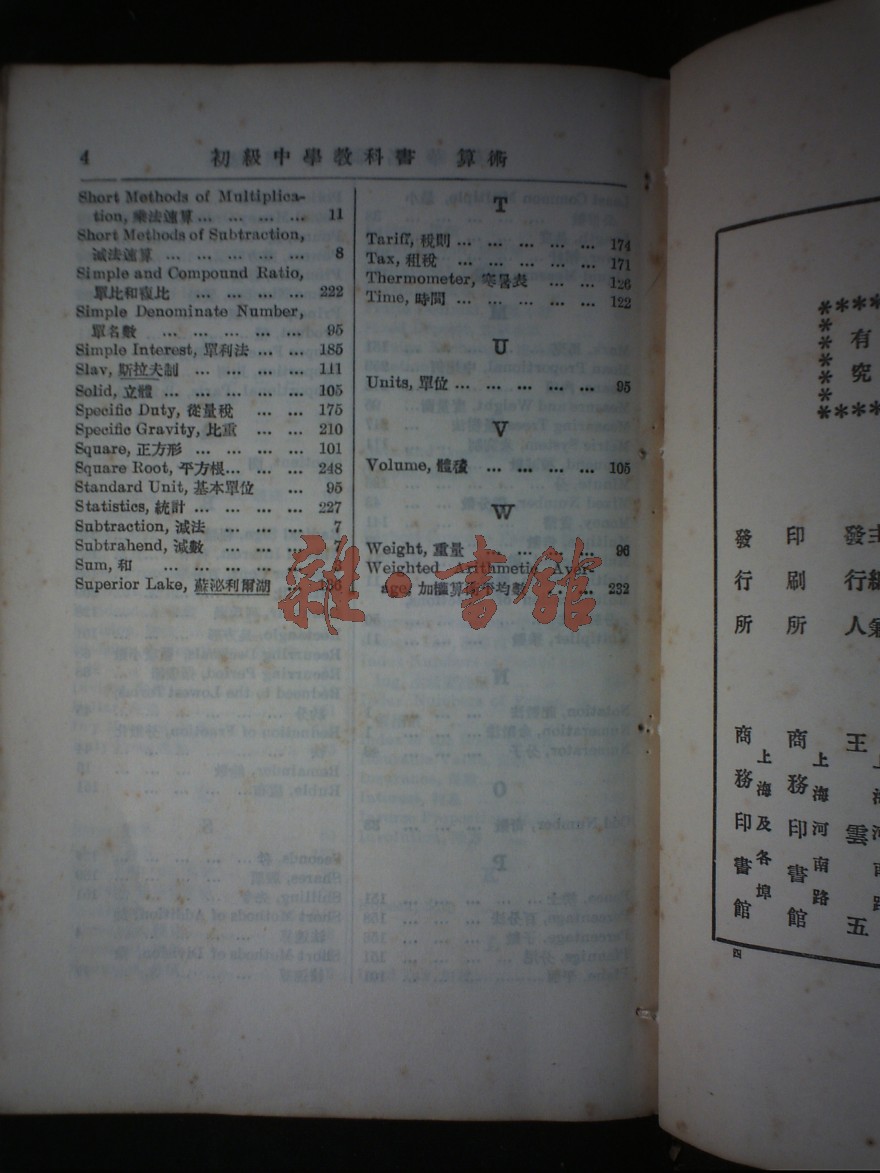 4 初級中學教科書 算術
Short Methods of Multiplica-
tion, 乘法速算 ... ... ... ... 11
Short Methods of Subtraction,
減法速算 ... ... ... ... ... 8
Simple and Compound Ratio,
單比和複比 ... ... ... ... 222
Simple Denominate Number,
單名數 ... ... ... ... ... 95
Simple Interest, 單利法 ... ... 185
Slav, 斯拉夫制 ... ... ... ... 111
Solid, 立體 ... ... ... ... ... 105
Specific Duty, 從量稅 ... ... 175
Specific Gravity, 比重 ... ... 210
Square, 正方形 ... ... ... ... 101
Square Root, 平方根... ... ... 248
Standard Unit, 基本單位 ... 95
Statistics, 統計 ... ... ... ... 227
Subtraction, 減法 ... ... ... 7
Subtrahend, 減數 ... ... ...
Sum, 和 ... ... ... ... ... ...
Superior Lake, 蘇泌利爾湖 ...
T
Tariff, 稅則 ... ... ... ... ... 174
Tax, 租稅 ... ... ... ... ... 171
Thermometer, 寒暑表 ... ... 126
Time, 時間 ... ... ... ... ... 122
U
Units, 單位 ... ... ... ... ... 95
V
Volume, 體積 ... ... ... ... 105
W
Weight, 重量 ... ... ... ... 96
Weighted Arithmetic Aver-
age, 加權算術平均數 ... ... 232
雜·書館
有
究
發行人
王雲五
印刷所
上海河南路
商務印書館
發行所
上海及各埠
商務印書館
四